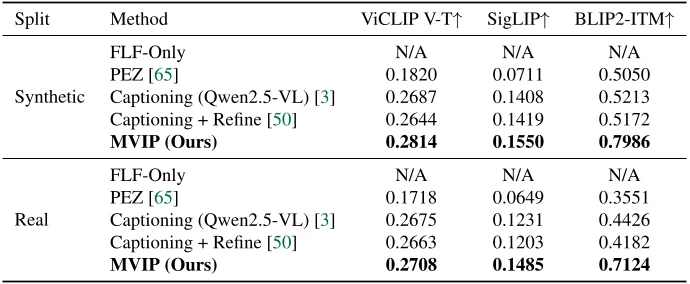 Split Method ViCLIP V-T↑ SigLIP↑ BLIP2-ITM↑
FLF-Only N/A N/A N/A
PEZ [65] 0.1820 0.0711 0.5050
Synthetic Captioning (Qwen2.5-VL) [3] 0.2687 0.1408 0.5213
Captioning + Refine [50] 0.2644 0.1419 0.5172
MVIP (Ours) 0.2814 0.1550 0.7986
FLF-Only N/A N/A N/A
PEZ [65] 0.1718 0.0649 0.3551
Real Captioning (Qwen2.5-VL) [3] 0.2675 0.1231 0.4426
Captioning + Refine [50] 0.2663 0.1203 0.4182
MVIP (Ours) 0.2708 0.1485 0.7124